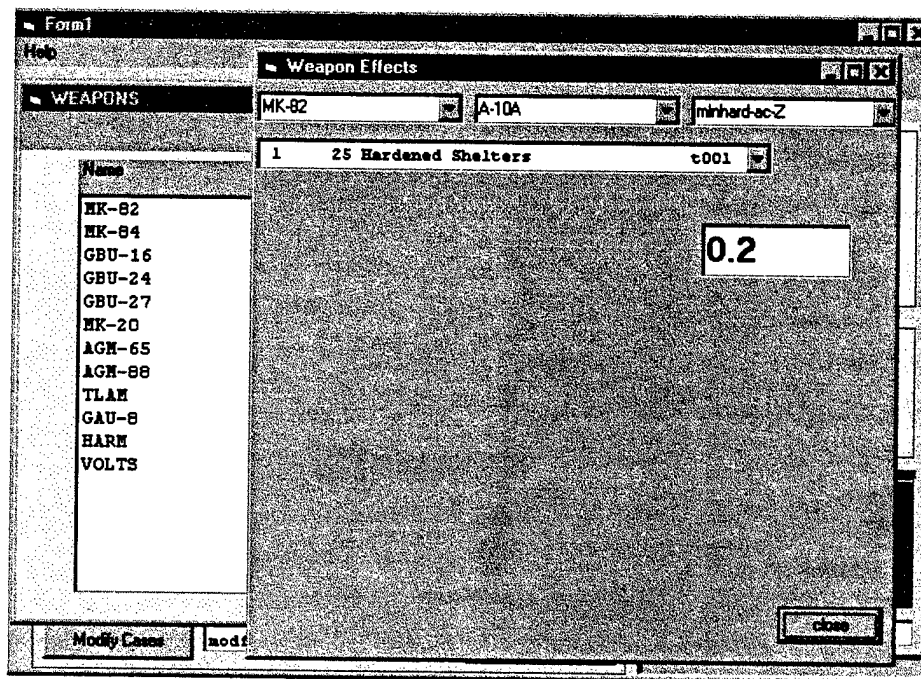 Form1
Help
Weapon Effects
WEAPONS
MK-82 A-10A minhard-ac-Z
1 25 Hardened Shelters t001
Name
0.2
MK-82
MK-84
GBU-16
GBU-24
GBU-27
MK-20
AGM-65
AGM-88
TLAM
GAU-8
HARM
VOLTS
close
Modify Cases modf